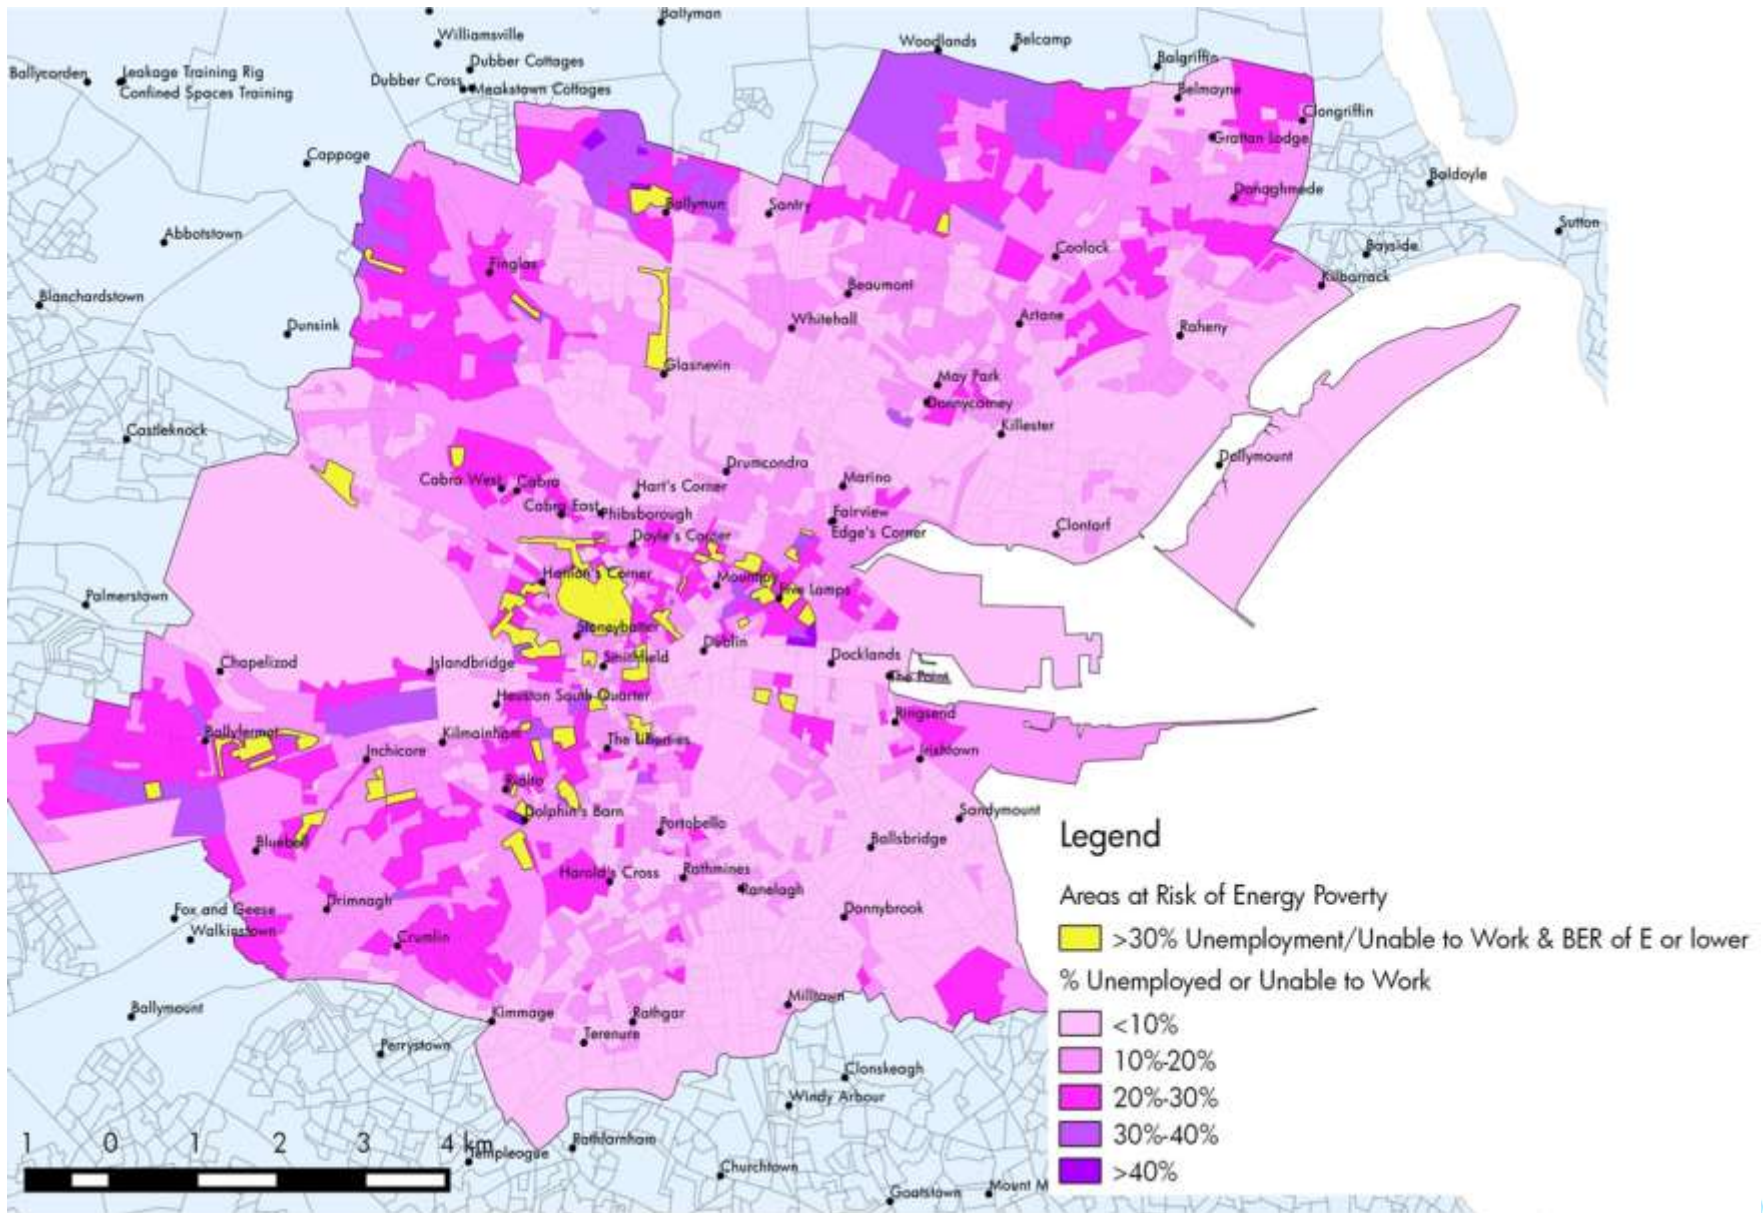 Ballyman
Williamsville
Woodlands
Belcamp
Dubber Cottages
Balgriffin
Ballycorden
Leakage Training Rig
Dubber Cross
Meakstown Cottages
Confined Spaces Training
Belmayne
Clongriffin
Grattan Lodge
Cappoge
Baldoyle
Donaghmede
Ballymun
Santry
Sutton
Abbotstown
Coolock
Bayside
Finglas
Kilbarrack
Beaumont
Blanchardstown
Artane
Dunsink
Whitehall
Raheny
Glasnevin
May Park
Donnycarney
Castleknock
Killester
Dollymount
Drumcondra
Cabra West
Cabra
Hart's Corner
Marino
Cabra East
Phibsborough
Fairview
Edge's Corner
Clontarf
Doyle's Corner
Hanlon's Corner
Mountjoy
Five Lamps
Palmerstown
Stoneybatter
Dublin
Chapelizod
Islandbridge
Smithfield
Docklands
The Point
Heuston South Quarter
Ringsend
Ballyfermot
Kilmainham
The Liberties
Inchicore
Irishtown
Rialto
Dolphin's Barn
Sandymount
Portobello
Ballsbridge
Bluebell
Harold's Cross
Rathmines
Ranelagh
Drimnagh
Donnybrook
Fox and Geese
Walkinstown
Crumlin
Milltown
Ballymount
Kimmage
Rathgar
Terenure
Perrystown
Clonskeagh
Windy Arbour
Rathfarnham
Templeogue
Churchtown
Goatstown
Mount M
1 0 1 2 3 4 km
Legend
Areas at Risk of Energy Poverty
>30% Unemployment/Unable to Work & BER of E or lower
% Unemployed or Unable to Work
<10%
10%-20%
20%-30%
30%-40%
>40%